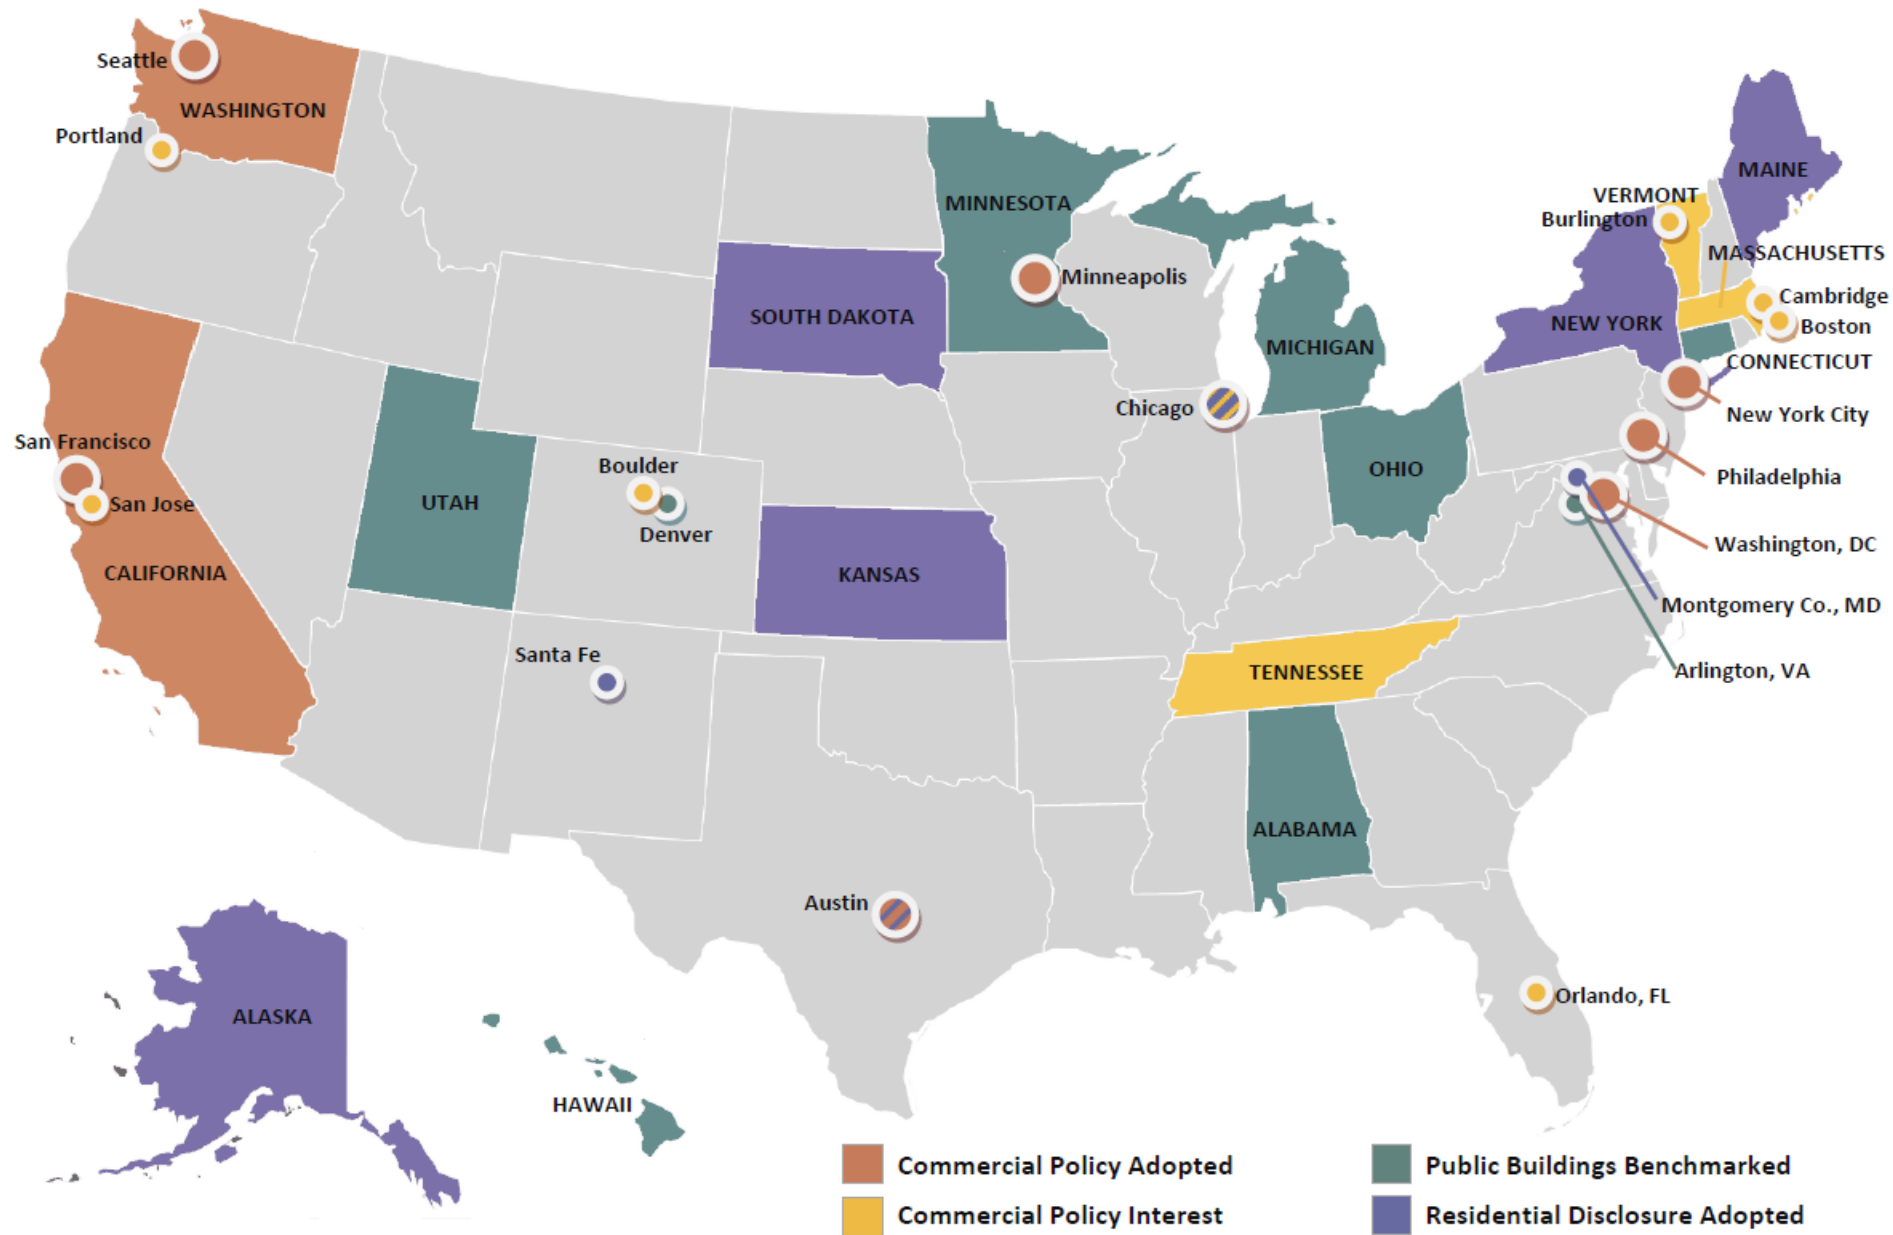 Seattle
WASHINGTON
Portland
MAINE
VERMONT
Burlington
MINNESOTA
MASSACHUSETTS
Minneapolis
Cambridge
SOUTH DAKOTA
NEW YORK
Boston
MICHIGAN
CONNECTICUT
Chicago
New York City
San Francisco
Boulder
OHIO
Philadelphia
San Jose
UTAH
Denver
Washington, DC
CALIFORNIA
KANSAS
Montgomery Co., MD
Santa Fe
TENNESSEE
Arlington, VA
ALABAMA
Austin
Orlando, FL
ALASKA
HAWAII
Commercial Policy Adopted
Commercial Policy Interest
Public Buildings Benchmarked
Residential Disclosure Adopted